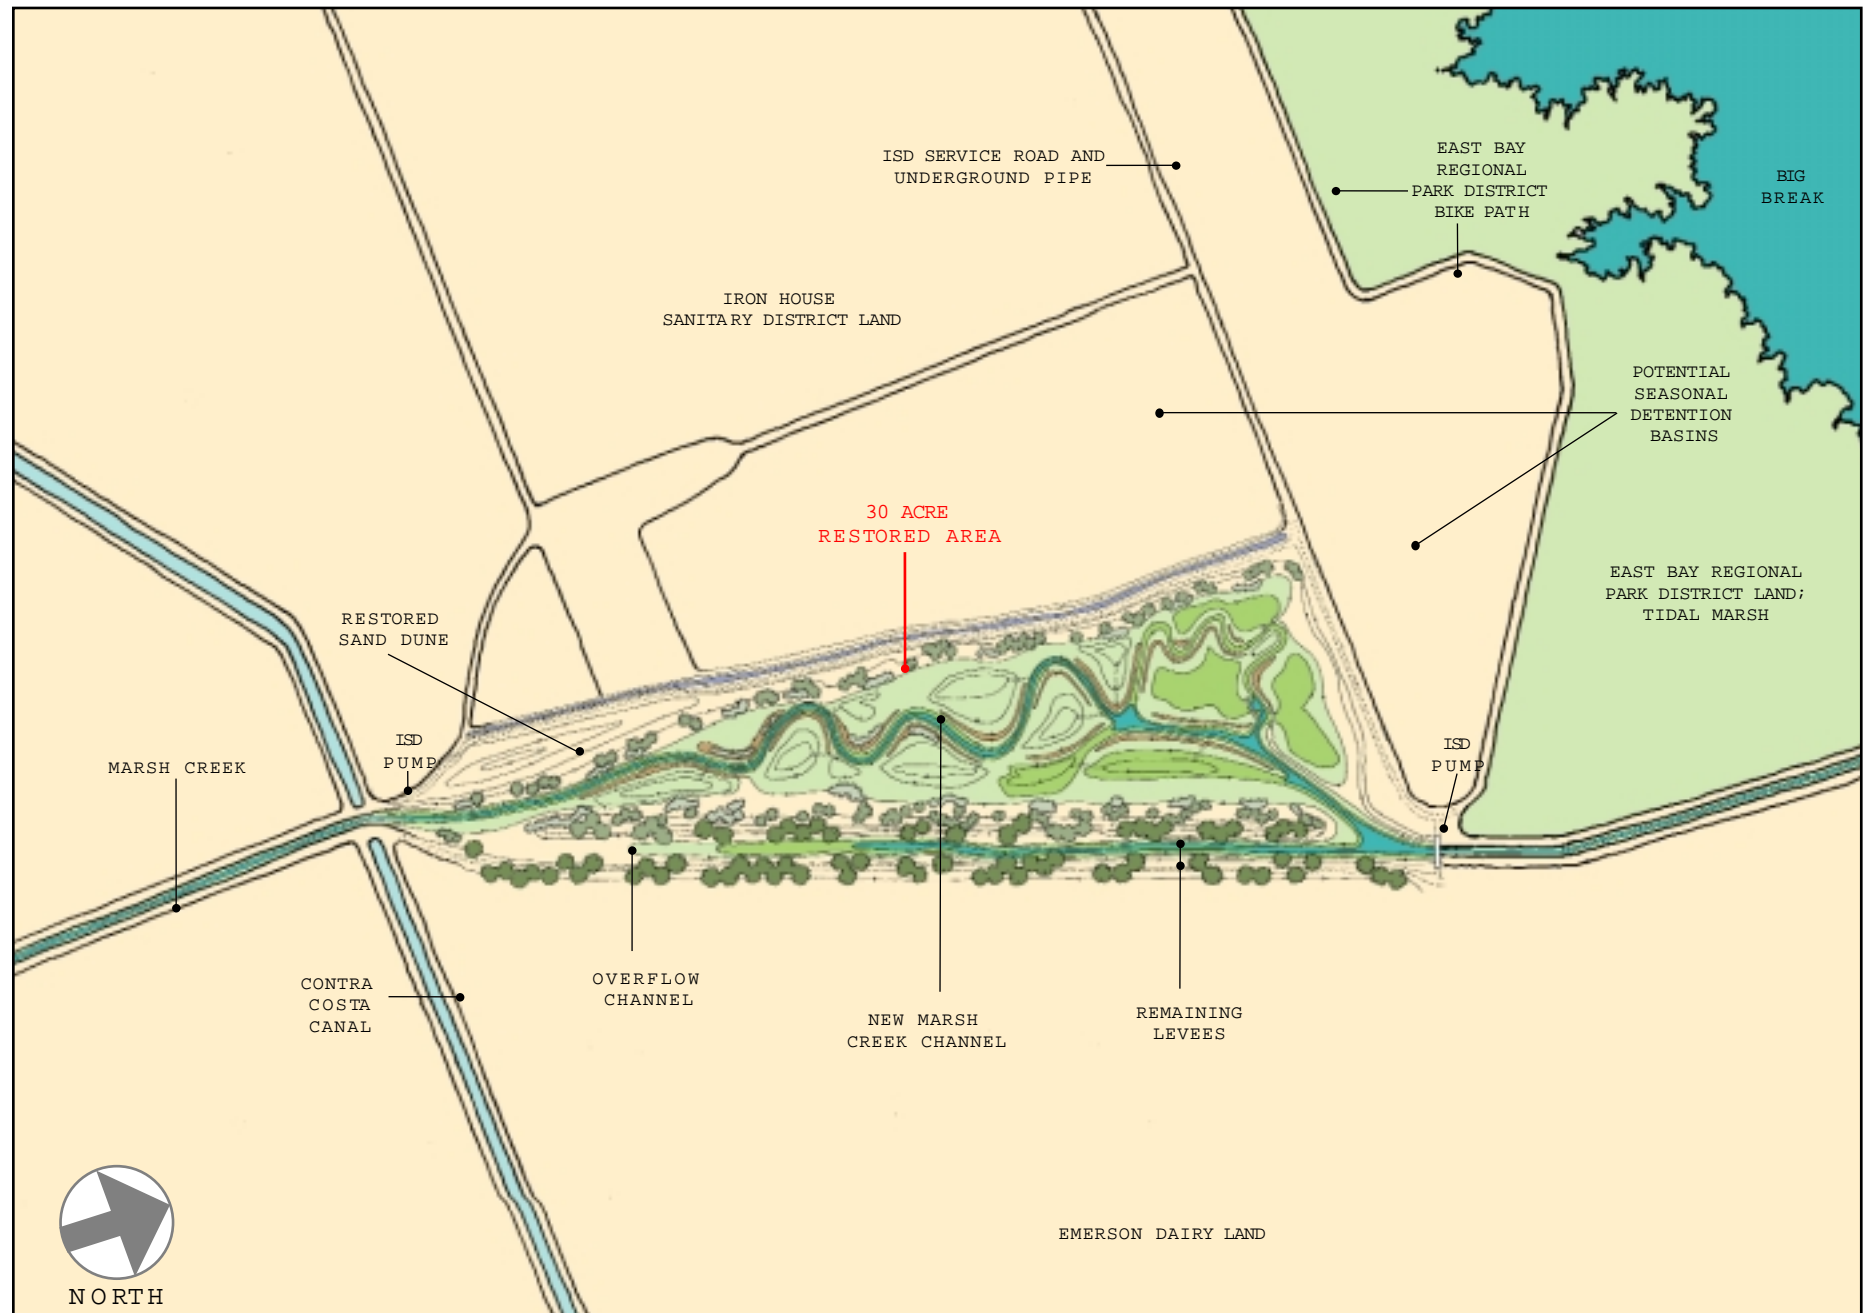 ISD SERVICE ROAD AND
UNDERGROUND PIPE
EAST BAY
REGIONAL
PARK DISTRICT
BIKE PATH
BIG
BREAK
IRON HOUSE
SANITARY DISTRICT LAND
POTENTIAL
SEASONAL
DETENTION
BASINS
30 ACRE
RESTORED AREA
EAST BAY REGIONAL
PARK DISTRICT LAND;
TIDAL MARSH
RESTORED
SAND DUNE
ISD
PUMP
MARSH CREEK
ISD
PUMP
CONTRA
COSTA
CANAL
OVERFLOW
CHANNEL
NEW MARSH
CREEK CHANNEL
REMAINING
LEVEES
EMERSON DAIRY LAND
NORTH